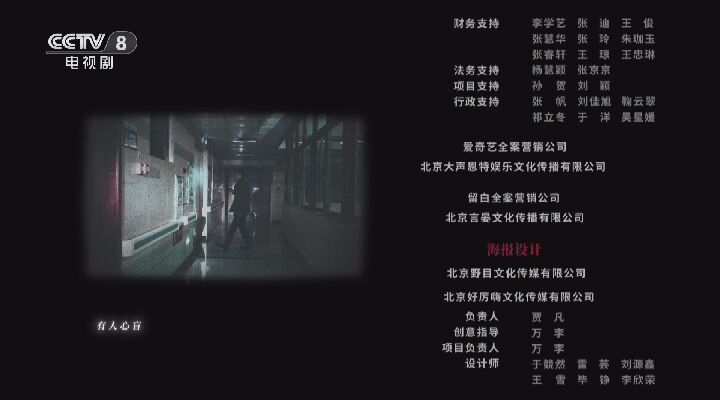 CCTV 8
电视剧
财务支持 李学艺 张 迪 王 俊
张慧华 张 玲 朱珈玉
张睿轩 王 琼 王忠琳
法务支持 杨慧颖 张京京
项目支持 孙 贺 刘 颖
行政支持 张 帆 刘佳旭 鞠云翠
祁立冬 于 洋 吴星媛
爱奇艺全案营销公司
北京大声恩特娱乐文化传播有限公司
留白全案营销公司
北京言晏文化传播有限公司
海报设计
北京野目文化传媒有限公司
北京好厉嗨文化传媒有限公司
负责人 贾 凡
创意指导 万 李
项目负责人 万 李
设计师 于兢然 雷 荟 刘源鑫
王 雪 毕 铮 李欣荣
有人心盲